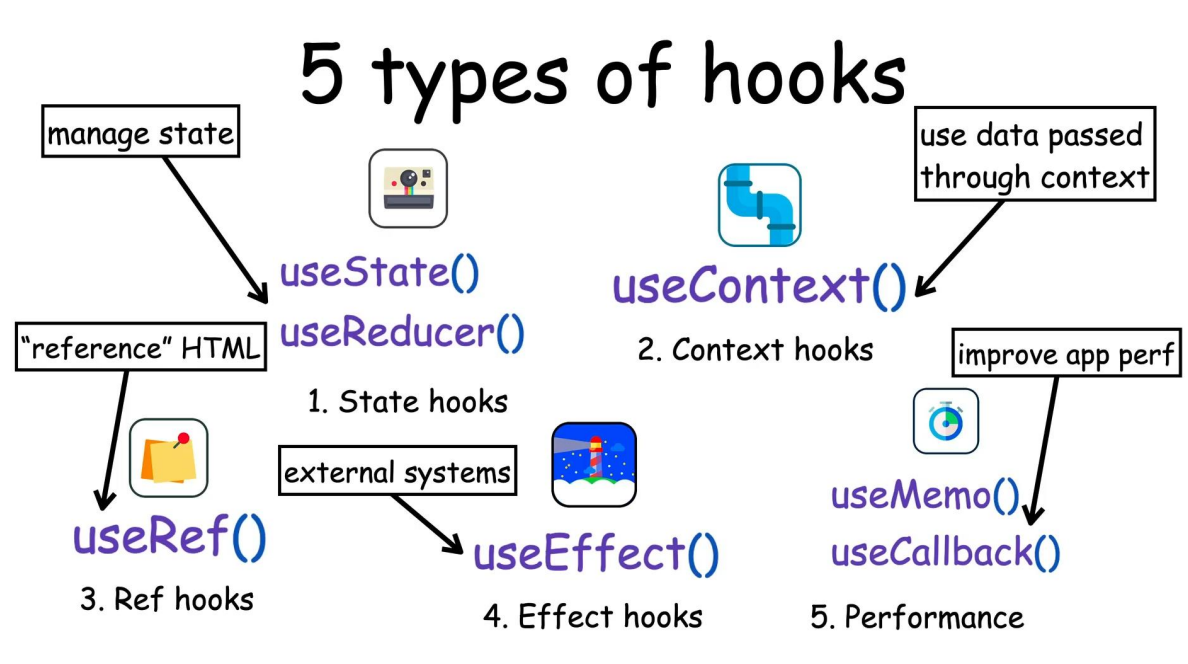 5 types of hooks
manage state
useState()
useReducer()
1. State hooks
use data passed
through context
useContext()
2. Context hooks
“reference” HTML
useRef()
3. Ref hooks
external systems
useEffect()
4. Effect hooks
improve app perf
useMemo()
useCallback()
5. Performance